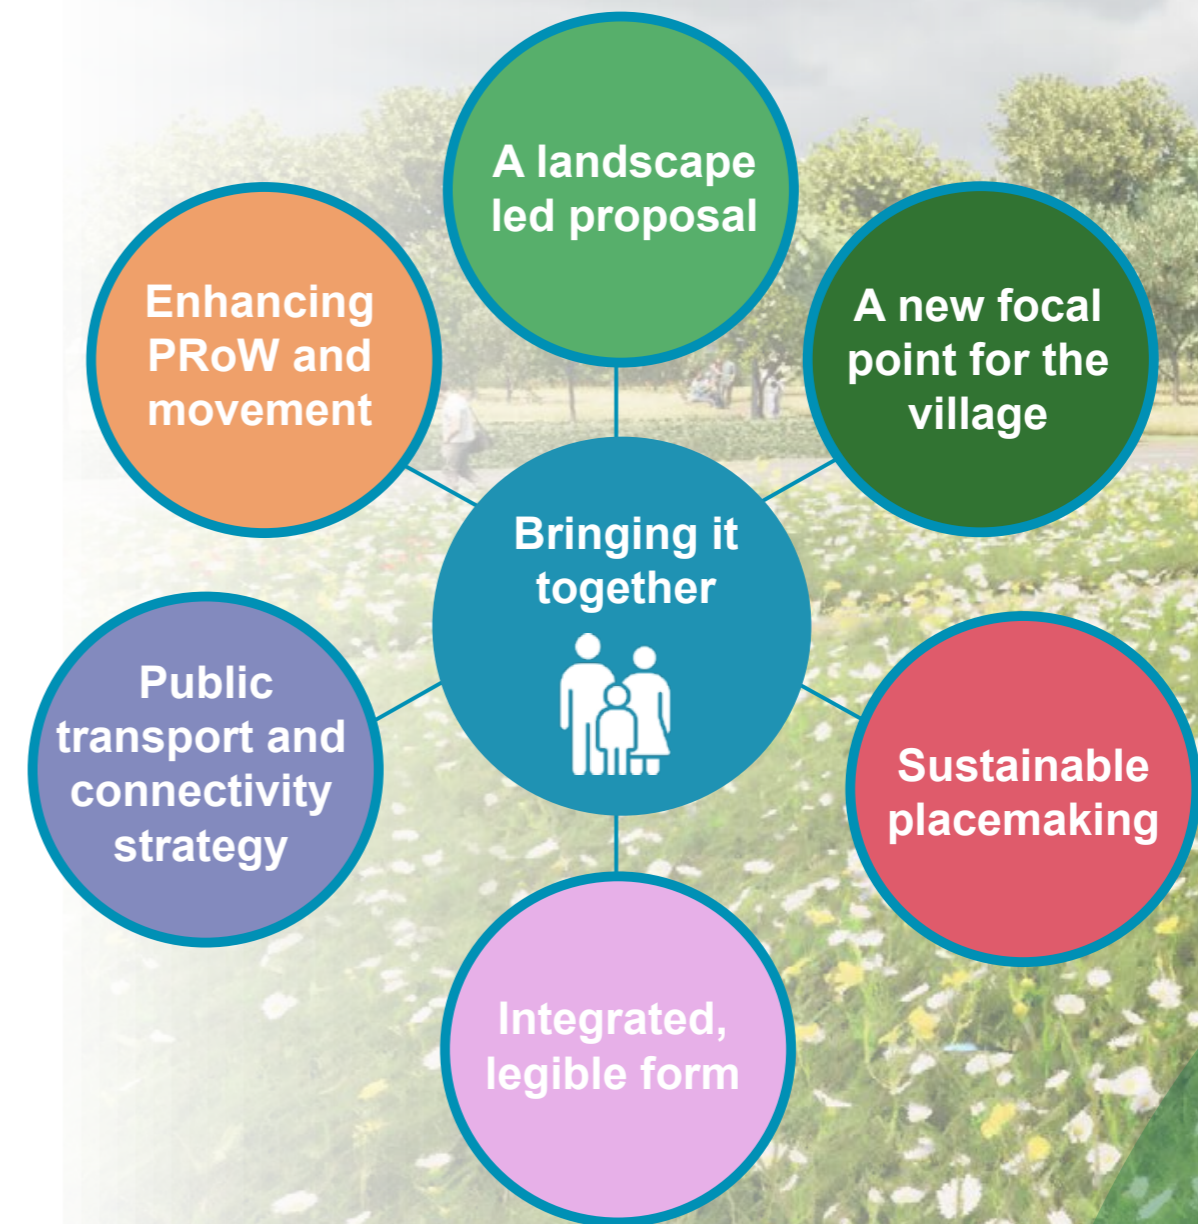 A landscape
led proposal
Enhancing
PRoW and
movement
A new focal
point for the
village
Bringing it
together
Public
transport and
connectivity
strategy
Sustainable
placemaking
Integrated,
legible form